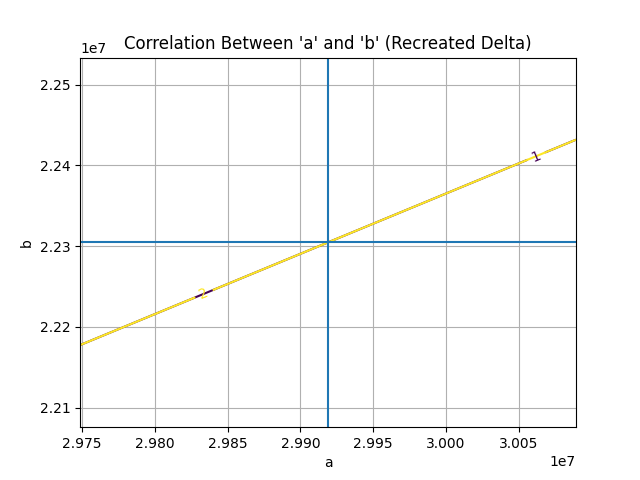 Correlation Between 'a' and 'b' (Recreated Delta)
1e7
2.25
2.24
2.23
2.22
2.21
b
1
2
2.975
2.980
2.985
2.990
2.995
3.000
3.005
a
1e7